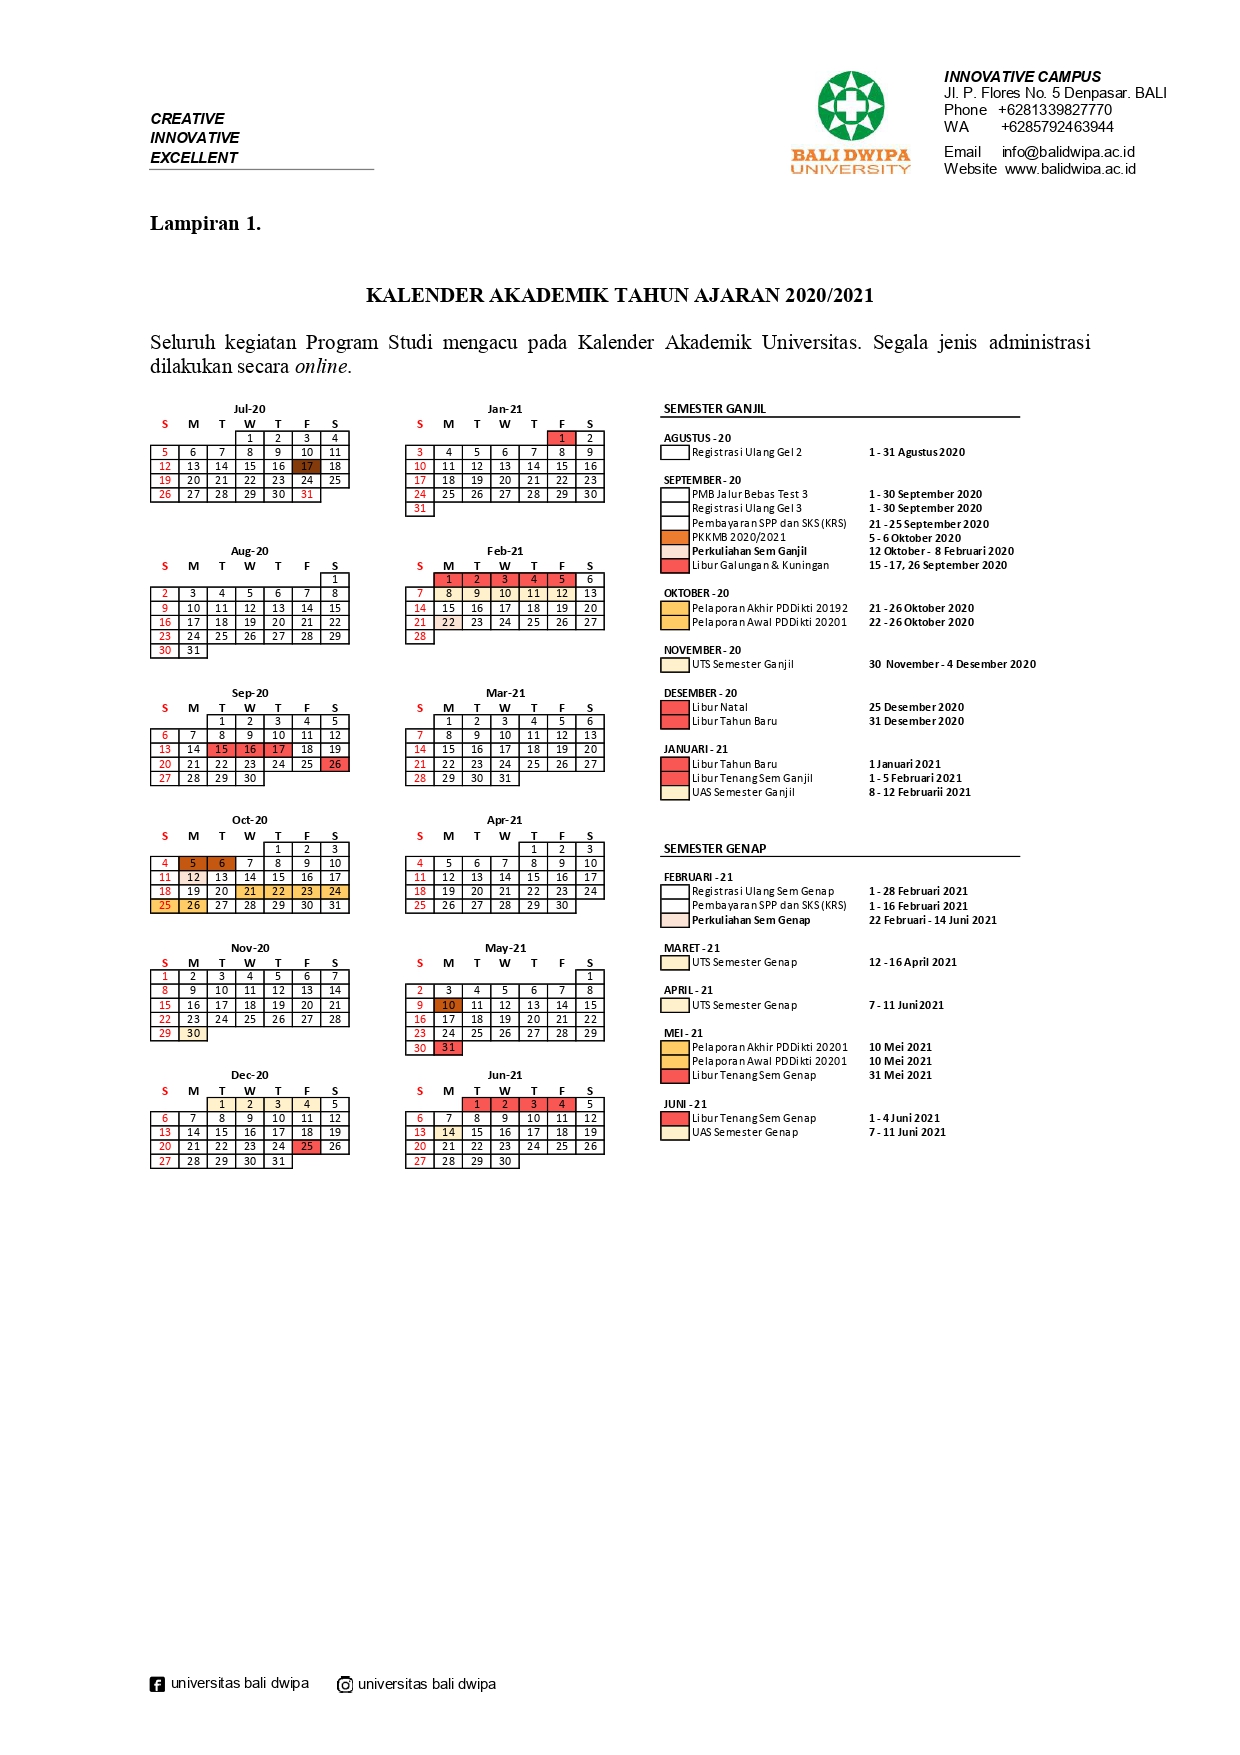 CREATIVE
INNOVATIVE
EXCELLENT
BALI DWIPA
UNIVERSITY
INNOVATIVE CAMPUS
Jl. P. Flores No. 5 Denpasar. BALI
Phone +6281339827770
WA +6285792463944
Email info@balidwipa.ac.id
Website www.balidwipa.ac.id
Lampiran 1.
KALENDER AKADEMIK TAHUN AJARAN 2020/2021
Seluruh kegiatan Program Studi mengacu pada Kalender Akademik Universitas. Segala jenis administrasi
dilakukan secara online.
Jul-20
S M T W T F S
1 2 3 4
5 6 7 8 9 10 11
12 13 14 15 16 17 18
19 20 21 22 23 24 25
26 27 28 29 30 31
Aug-20
S M T W T F S
1
2 3 4 5 6 7 8
9 10 11 12 13 14 15
16 17 18 19 20 21 22
23 24 25 26 27 28 29
30 31
Sep-20
S M T W T F S
1 2 3 4 5
6 7 8 9 10 11 12
13 14 15 16 17 18 19
20 21 22 23 24 25 26
27 28 29 30
Oct-20
S M T W T F S
1 2 3
4 5 6 7 8 9 10
11 12 13 14 15 16 17
18 19 20 21 22 23 24
25 26 27 28 29 30 31
Nov-20
S M T W T F S
1 2 3 4 5 6 7
8 9 10 11 12 13 14
15 16 17 18 19 20 21
22 23 24 25 26 27 28
29 30
Dec-20
S M T W T F S
1 2 3 4 5
6 7 8 9 10 11 12
13 14 15 16 17 18 19
20 21 22 23 24 25 26
27 28 29 30 31
Jan-21
S M T W T F S
1 2
3 4 5 6 7 8 9
10 11 12 13 14 15 16
17 18 19 20 21 22 23
24 25 26 27 28 29 30
31
Feb-21
S M T W T F S
1 2 3 4 5 6
7 8 9 10 11 12 13
14 15 16 17 18 19 20
21 22 23 24 25 26 27
28
Mar-21
S M T W T F S
1 2 3 4 5 6
7 8 9 10 11 12 13
14 15 16 17 18 19 20
21 22 23 24 25 26 27
28 29 30 31
Apr-21
S M T W T F S
1 2 3
4 5 6 7 8 9 10
11 12 13 14 15 16 17
18 19 20 21 22 23 24
25 26 27 28 29 30
May-21
S M T W T F S
1
2 3 4 5 6 7 8
9 10 11 12 13 14 15
16 17 18 19 20 21 22
23 24 25 26 27 28 29
30 31
Jun-21
S M T W T F S
1 2 3 4 5
6 7 8 9 10 11 12
13 14 15 16 17 18 19
20 21 22 23 24 25 26
27 28 29 30
SEMESTER GANJIL
AGUSTUS - 20
Registrasi Ulang Gel 2 1 - 31 Agustus 2020
SEPTEMBER - 20
PMB Jalur Bebas Test 3 1 - 30 September 2020
Registrasi Ulang Gel 3 1 - 30 September 2020
Pembayaran SPP dan SKS (KRS) 21 - 25 September 2020
PKKMB 2020/2021 5 - 6 Oktober 2020
Perkuliahan Sem Ganjil 12 Oktober - 8 Februari 2020
Libur Galungan & Kuningan 15 - 17, 26 September 2020
OKTOBER - 20
Pelaporan Akhir PDDikti 20192 21 - 26 Oktober 2020
Pelaporan Awal PDDikti 20201 22 - 26 Oktober 2020
NOVEMBER - 20
UTS Semester Ganjil 30 November - 4 Desember 2020
DESEMBER - 20
Libur Natal 25 Desember 2020
Libur Tahun Baru 31 Desember 2020
JANUARI - 21
Libur Tahun Baru 1 Januari 2021
Libur Tenang Sem Ganjil 1 - 5 Februari 2021
UAS Semester Ganjil 8 - 12 Februarii 2021
SEMESTER GENAP
FEBRUARI - 21
Registrasi Ulang Sem Genap 1 - 28 Februari 2021
Pembayaran SPP dan SKS (KRS) 1 - 16 Februari 2021
Perkuliahan Sem Genap 22 Februari - 14 Juni 2021
MARET - 21
UTS Semester Genap 12 - 16 April 2021
APRIL - 21
UTS Semester Genap 7 - 11 Juni 2021
MEI - 21
Pelaporan Akhir PDDikti 20201 10 Mei 2021
Pelaporan Awal PDDikti 20201 10 Mei 2021
Libur Tenang Sem Genap 31 Mei 2021
JUNI - 21
Libur Tenang Sem Genap 1 - 4 Juni 2021
UAS Semester Genap 7 - 11 Juni 2021
universitas bali dwipa universitas bali dwipa